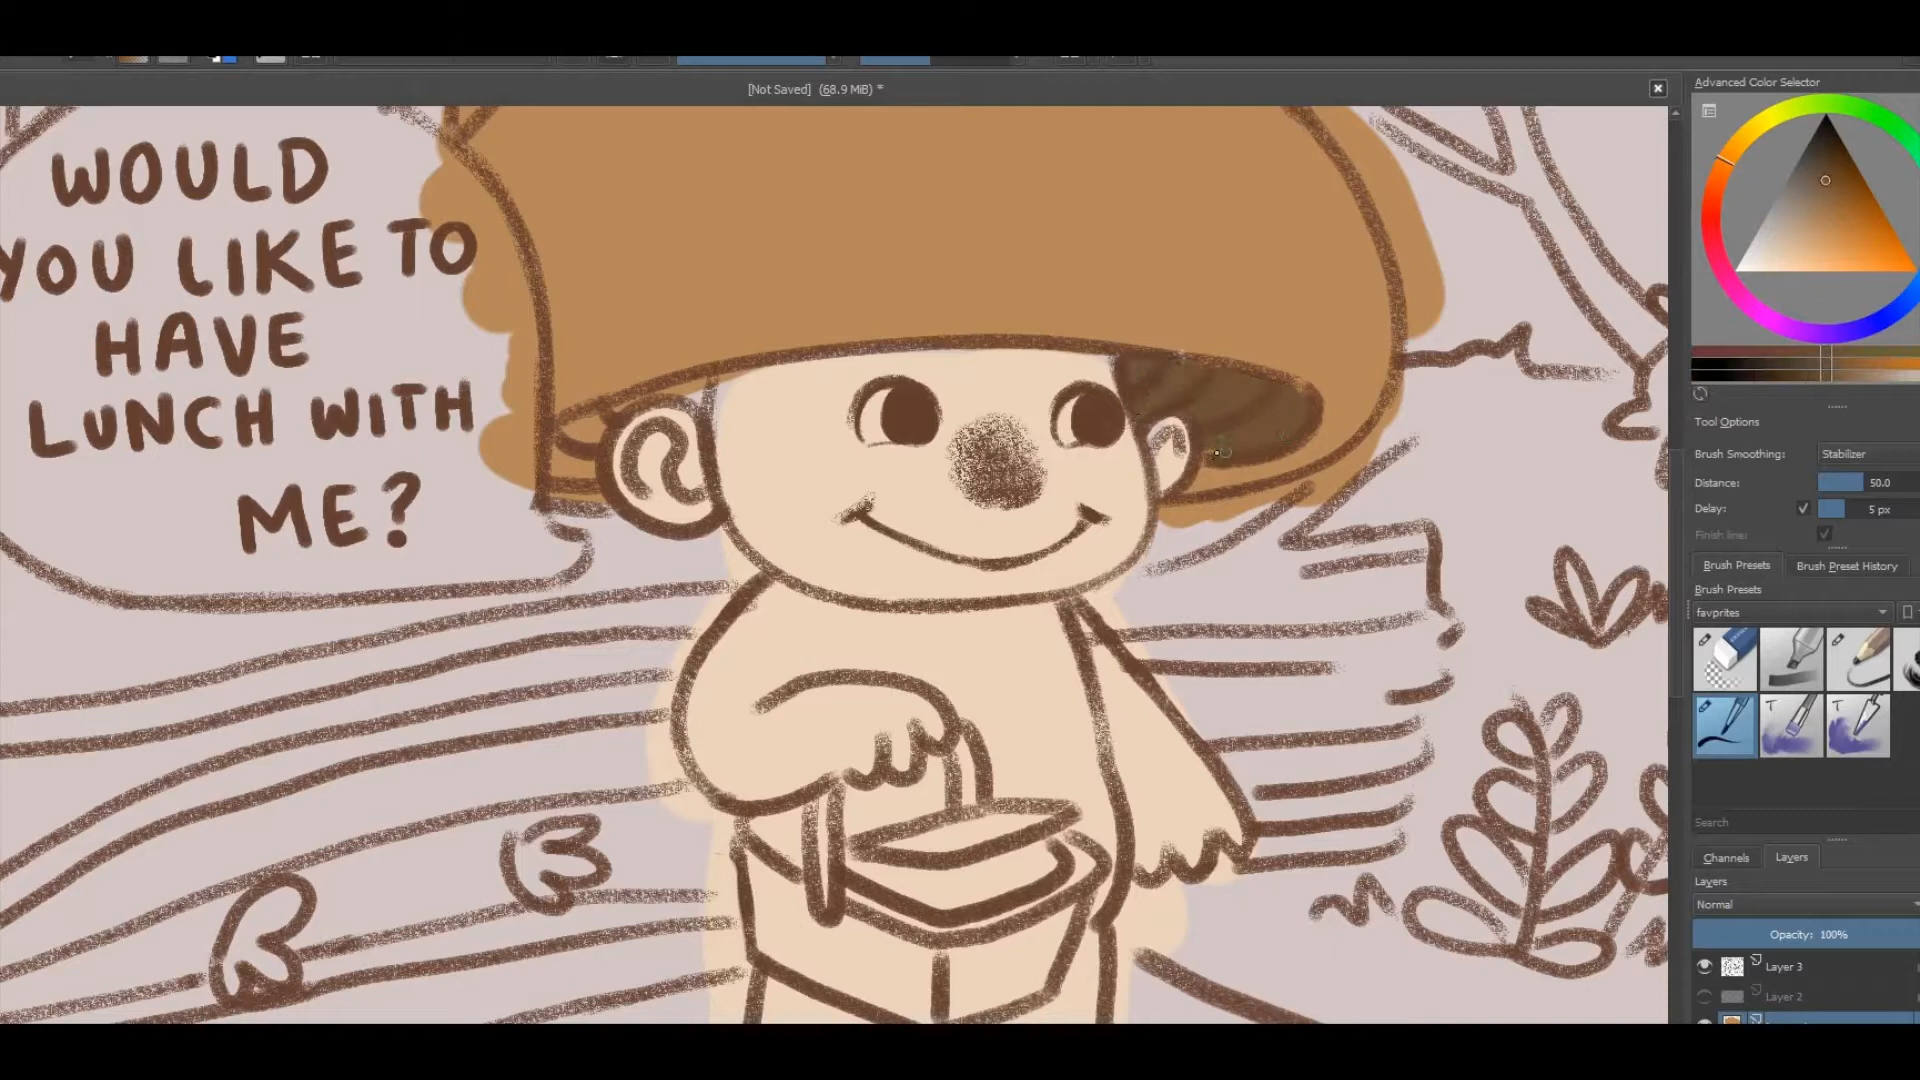 [Not Saved] (68.9 MiB) *
WOULD
YOU LIKE TO
HAVE
LUNCH WITH
ME?
Advanced Color Selector
Tool Options
Brush Smoothing: Stabilizer
Distance: 50.0
Delay: 5 px
Finish line:
Brush Presets Brush Preset History
Brush Presets
favprites
T T
Search
Channels Layers
Layers
Normal
Opacity: 100%
Layer 3
Layer 2